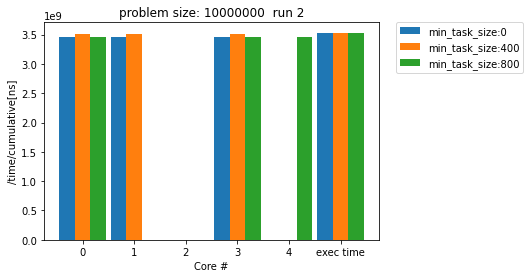 problem size: 10000000  run 2
1e9
3.5
3.0
2.5
2.0
1.5
1.0
0.5
0.0
/time/cumulative[ns]
0 1 2 3 4 exec time
Core #
min_task_size:0
min_task_size:400
min_task_size:800